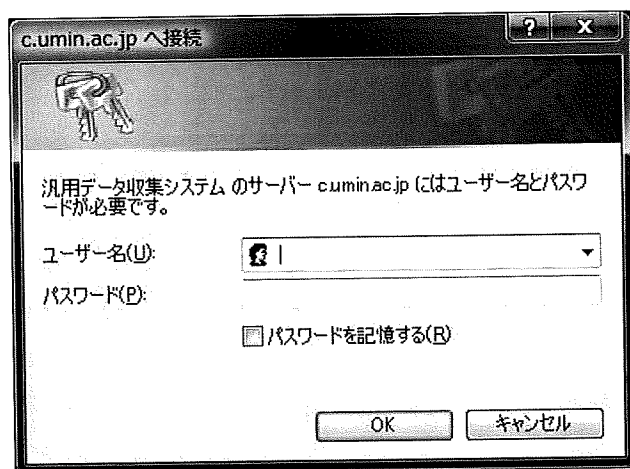 c.umin.ac.jp へ接続
? X
汎用データ収集システム のサーバー c.umin.ac.jp にはユーザー名とパスワ
ードが必要です。
ユーザー名(U):
パスワード(P):
パスワードを記憶する(R)
OK キャンセル